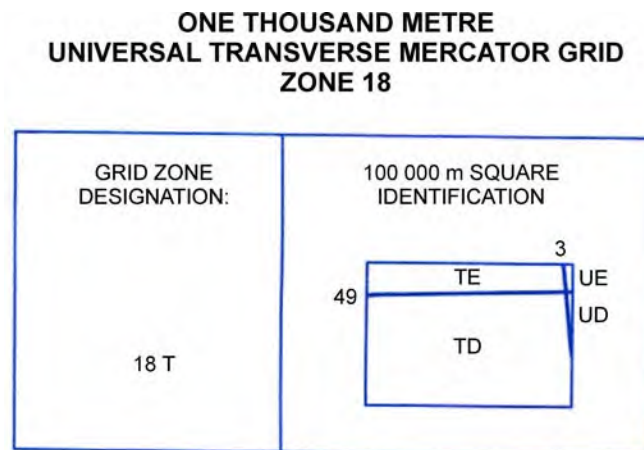 ONE THOUSAND METRE
UNIVERSAL TRANSVERSE MERCATOR GRID
ZONE 18
GRID ZONE
DESIGNATION:
18 T
100 000 m SQUARE
IDENTIFICATION
3
TE
UE
49
UD
TD